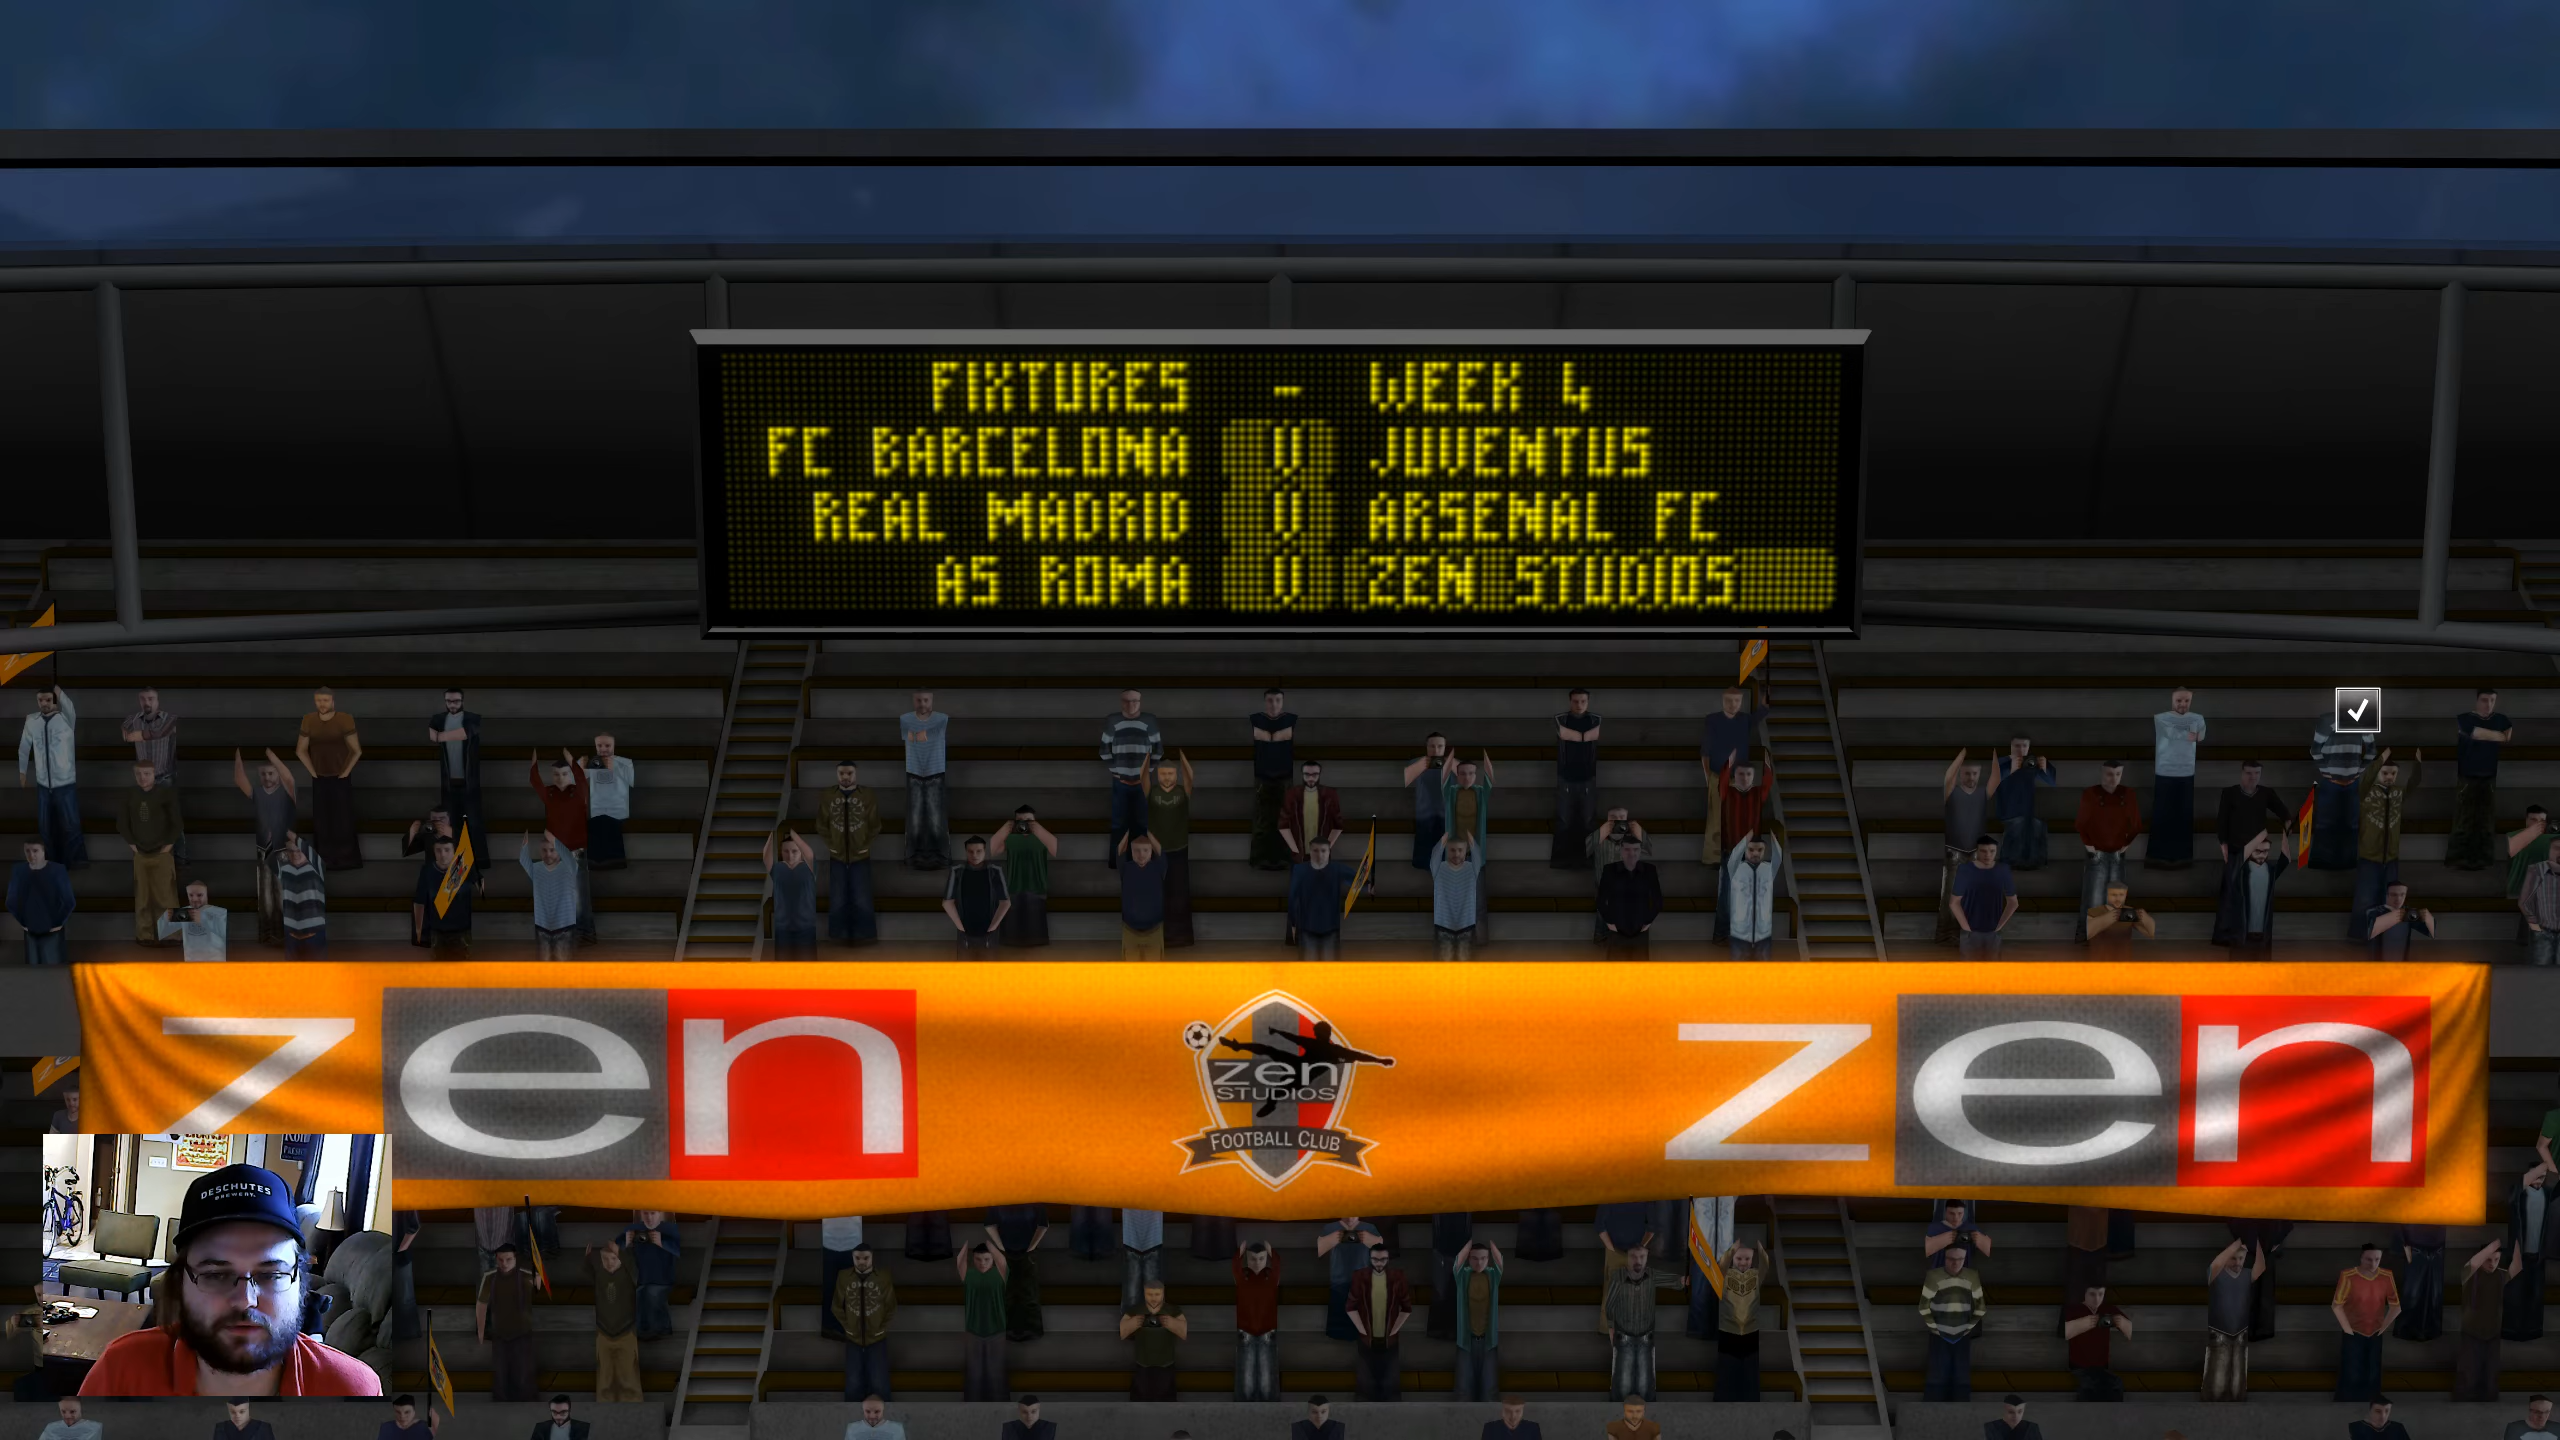 FIXTURES - WEEK 4
FC BARCELONA V JUVENTUS
REAL MADRID V ARSENAL FC
AS ROMA V ZEN STUDIOS
zen
zen STUDIOS
FOOTBALL CLUB
zen
DESCHUTES
BREWERY